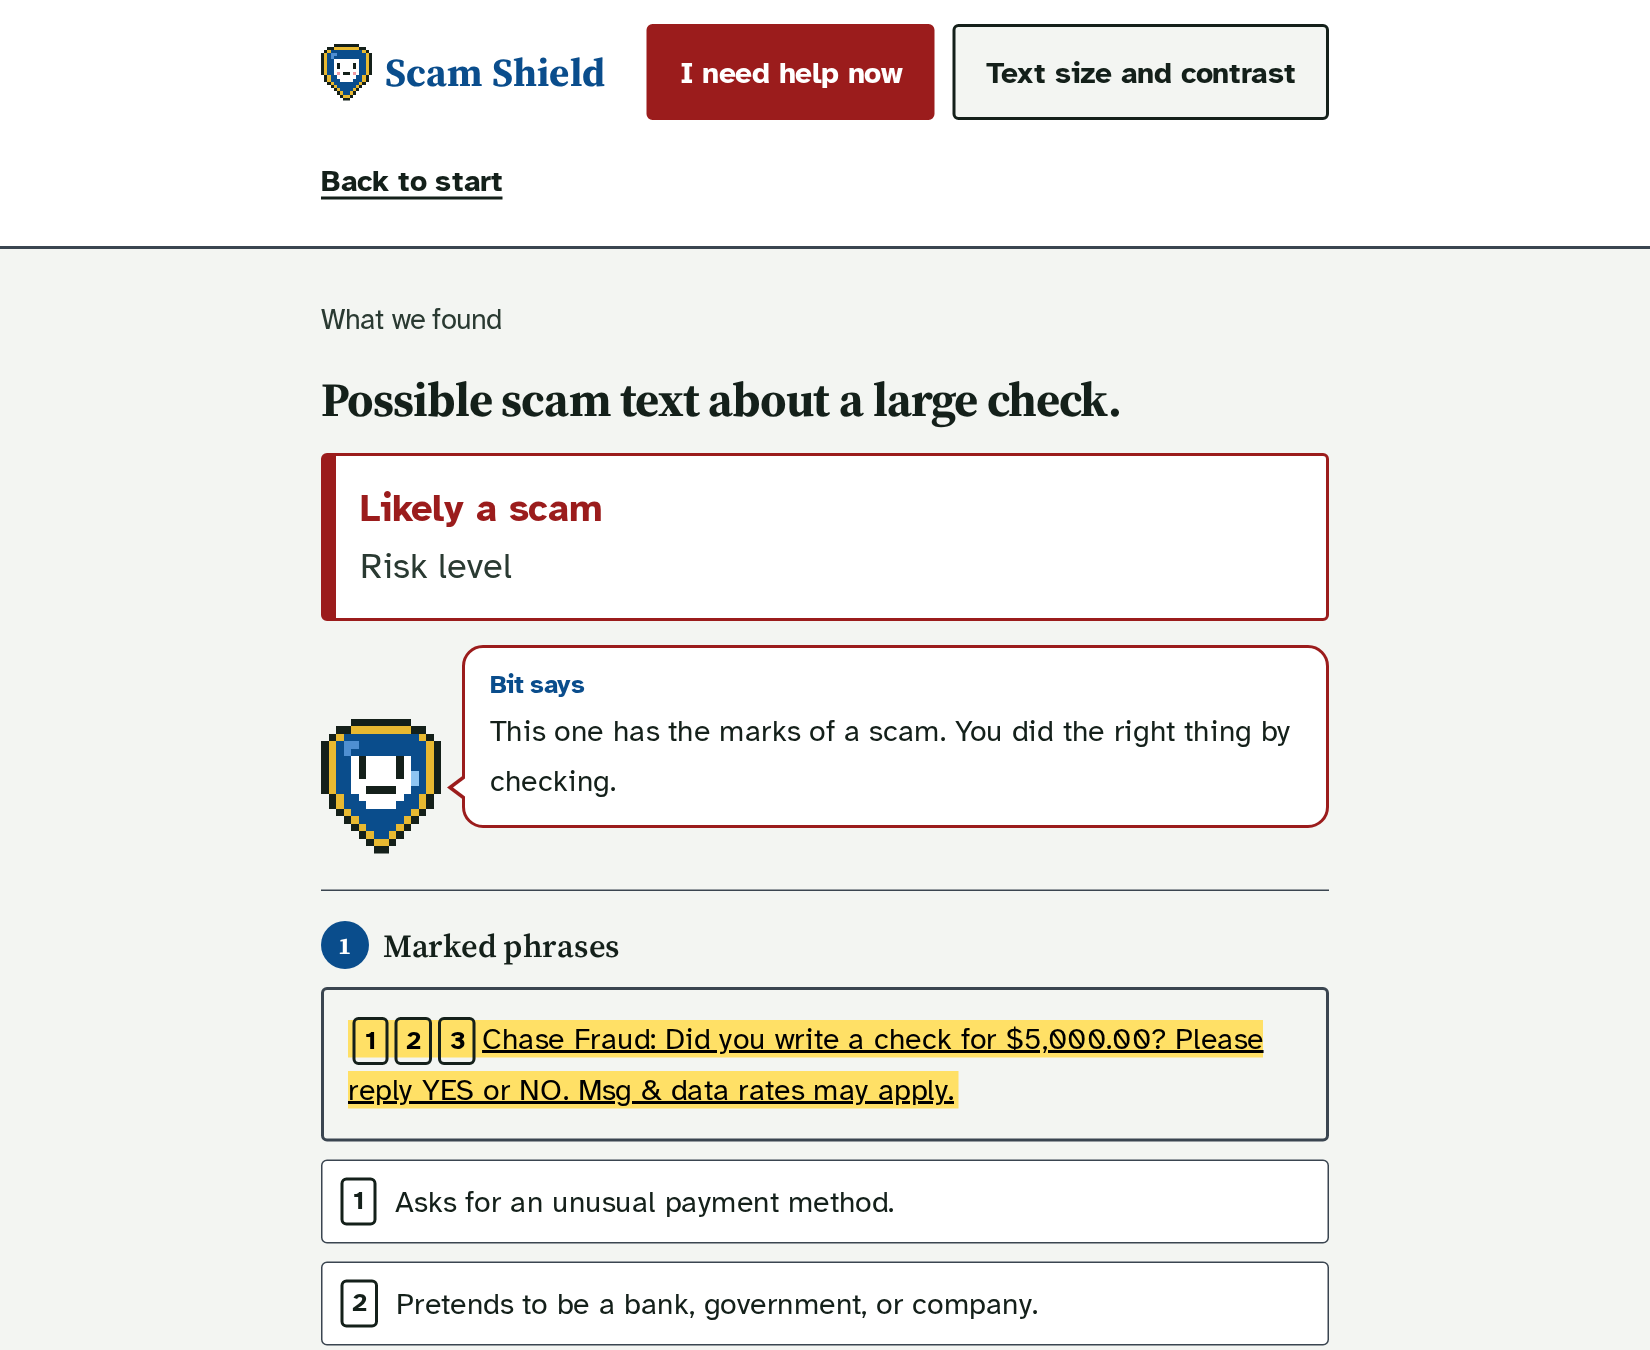 Scam Shield
I need help now
Text size and contrast
Back to start
What we found
Possible scam text about a large check.
Likely a scam
Risk level
Bit says
This one has the marks of a scam. You did the right thing by
checking.
1 Marked phrases
1 2 3 Chase Fraud: Did you write a check for $5,000.00? Please
reply YES or NO. Msg & data rates may apply.
1 Asks for an unusual payment method.
2 Pretends to be a bank, government, or company.